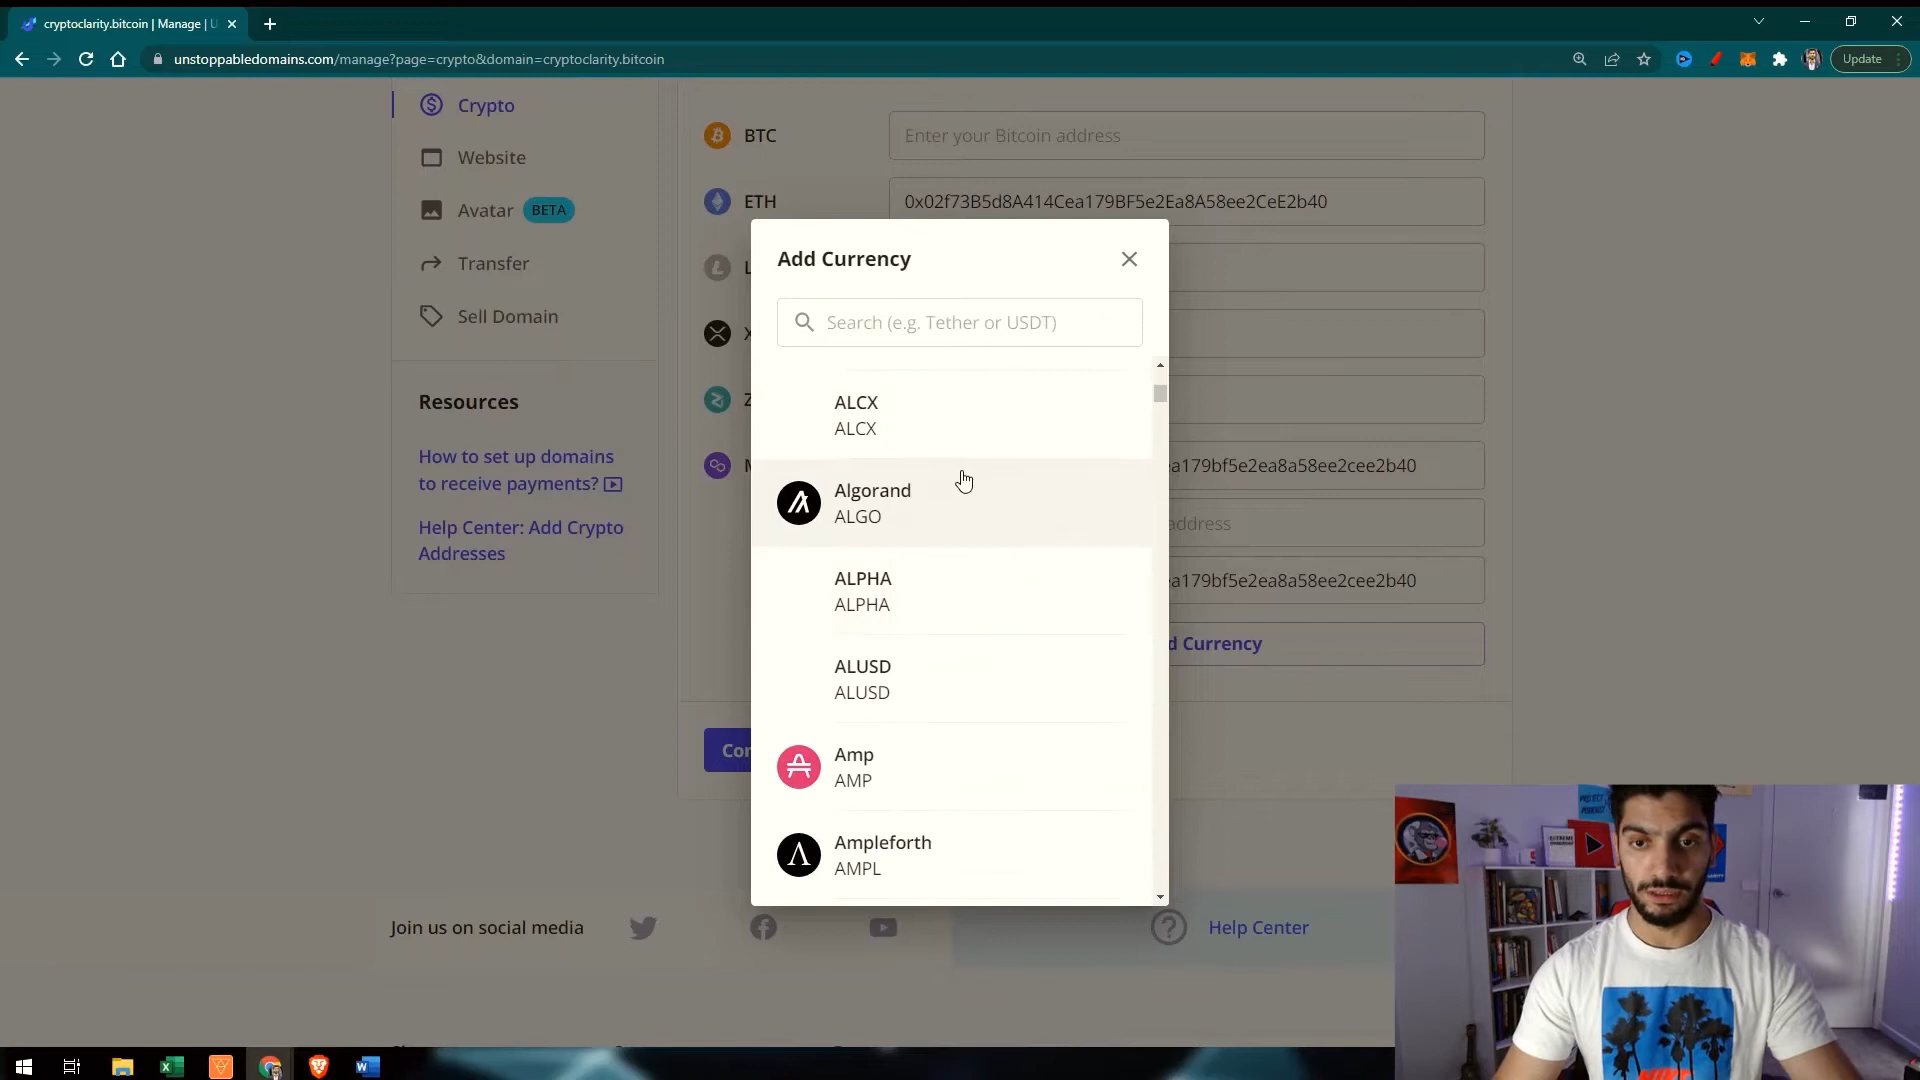 cryptoclarity.bitcoin | Manage | U
unstoppabledomains.com/manage?page=crypto&domain=cryptoclarity.bitcoin
Update
Crypto
Website
Avatar BETA
Transfer
Sell Domain
Resources
How to set up domains
to receive payments?
Help Center: Add Crypto
Addresses
BTC
Enter your Bitcoin address
ETH
0x02f73B5d8A414Cea179BF5e2Ea8A58ee2CeE2b40
L
X
Z
M
ea179bf5e2ea8a58ee2cee2b40
address
ea179bf5e2ea8a58ee2cee2b40
d Currency
Con
Add Currency
Search (e.g. Tether or USDT)
ALCX
ALCX
Algorand
ALGO
ALPHA
ALPHA
ALUSD
ALUSD
Amp
AMP
Ampleforth
AMPL
Join us on social media
Help Center